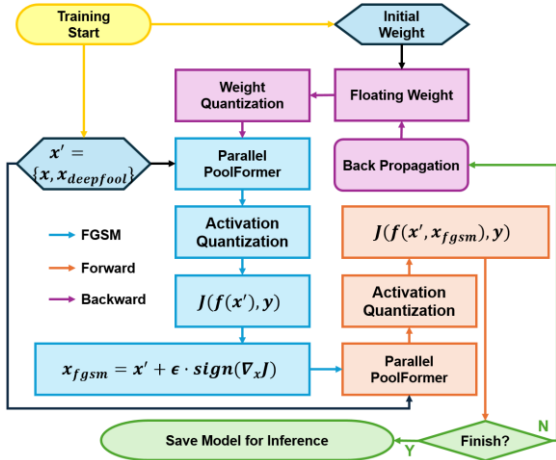 Training
Start
Initial
Weight
Weight
Quantization
Floating Weight
x′ =
{x, x_deepfool}
Parallel
PoolFormer
Back Propagation
FGSM
Forward
Backward
Activation
Quantization
J(f(x′, x_fgsm), y)
J(f(x′), y)
Activation
Quantization
x_fgsm = x′ + ϵ · sign(∇_x J)
Parallel
PoolFormer
Save Model for Inference
Y
Finish?
N